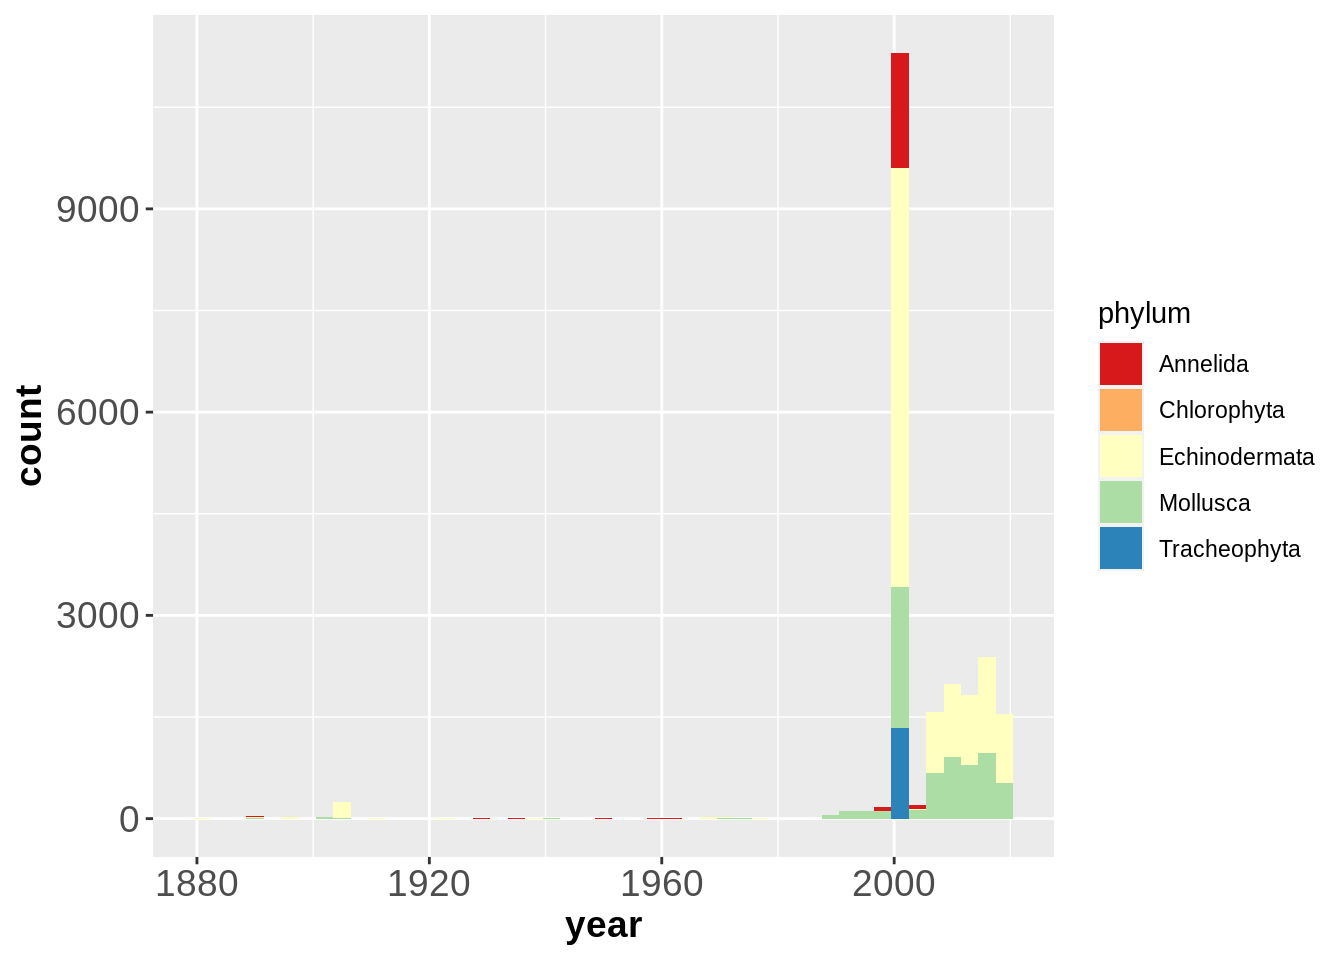 9000
6000
3000
0
count
1880 1920 1960 2000
year
phylum
Annelida
Chlorophyta
Echinodermata
Mollusca
Tracheophyta